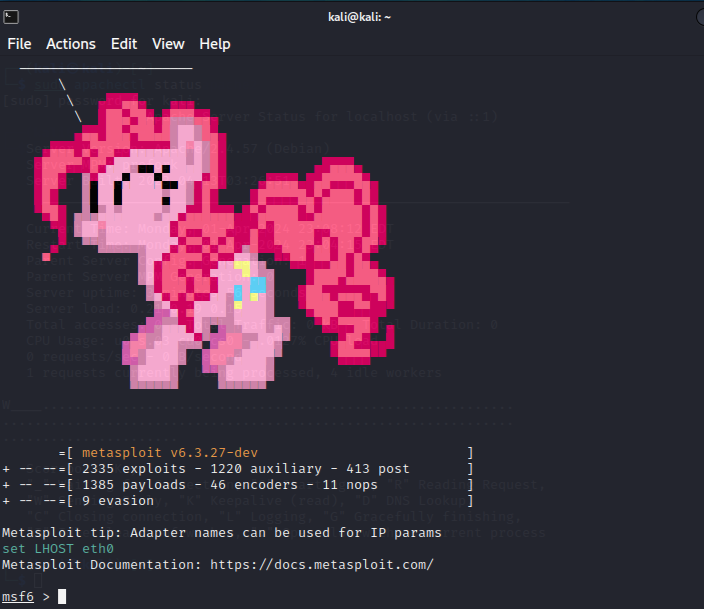 kali@kali: ~
File Actions Edit View Help
=[ metasploit v6.3.27-dev ]
+ -- --=[ 2335 exploits - 1220 auxiliary - 413 post ]
+ -- --=[ 1385 payloads - 46 encoders - 11 nops ]
+ -- --=[ 9 evasion ]
Metasploit tip: Adapter names can be used for IP params
set LHOST eth0
Metasploit Documentation: https://docs.metasploit.com/
msf6 >